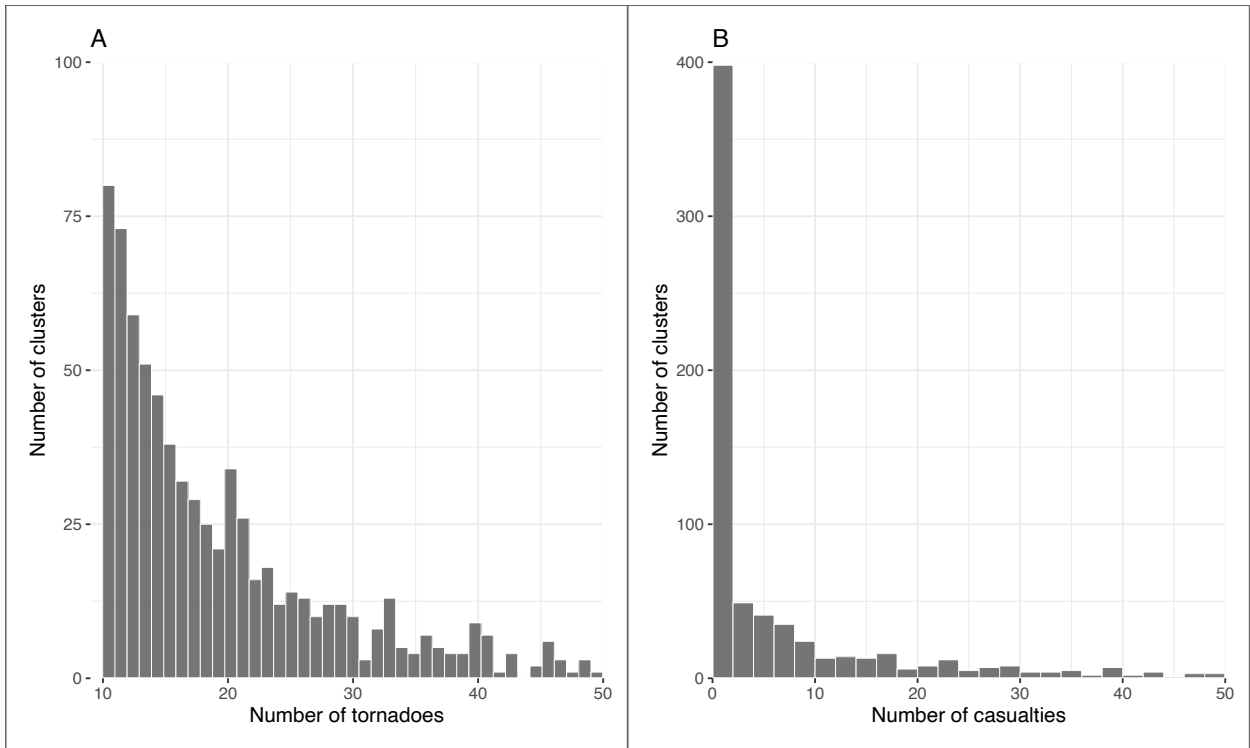 A
100
75
50
25
0
10 20 30 40 50
Number of tornadoes
Number of clusters
B
400
300
200
100
0
0 10 20 30 40 50
Number of casualties
Number of clusters